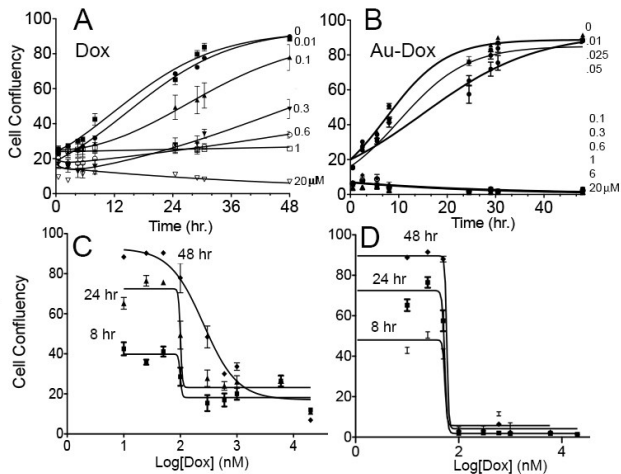 A
Dox
Cell Confluency
100
80
60
40
20
0
0
12
24
36
48
Time (hr.)
0
0.01
0.1
0.3
0.6
1
20 µM
B
Au-Dox
100
80
60
40
20
0
0
20
40
Time (hr.)
0
.01
.025
.05
0.1
0.3
0.6
1
6
20 µM
C
Cell Confluency
100
80
60
40
20
0
48 hr
24 hr
8 hr
0
1
2
3
4
Log[Dox] (nM)
D
100
80
60
40
20
0
48 hr
24 hr
8 hr
0
2
4
Log[Dox] (nM)